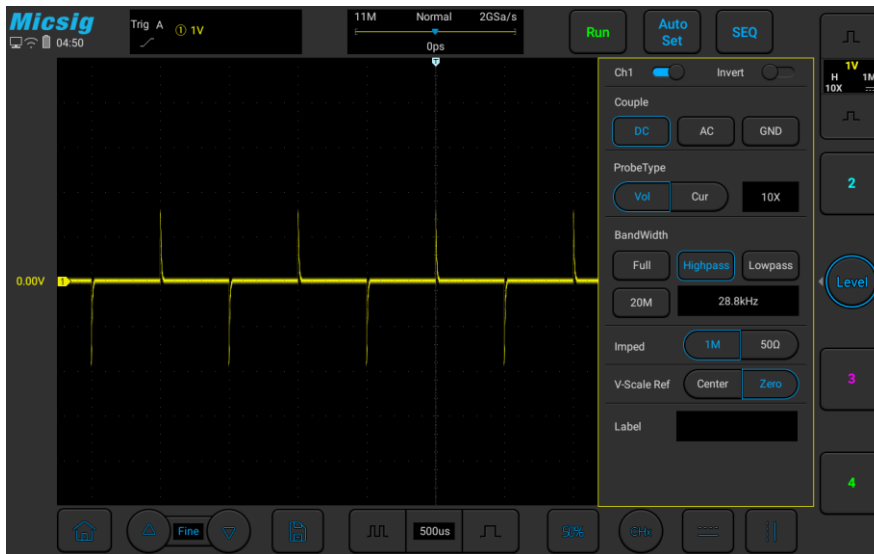 Micsig
04:50
Trig A ① 1V
11M Normal 2GSa/s
0ps
Run
Auto
Set
SEQ
T
Ch1 Invert
Couple
DC AC GND
ProbeType
Vol Cur 10X
BandWidth
Full Highpass Lowpass
20M 28.8kHz
Imped 1M 50Ω
V-Scale Ref Center Zero
Label
0.00V 1
1V
H 1M
10X
2
Level
3
4
Fine
500us
50%
CHx